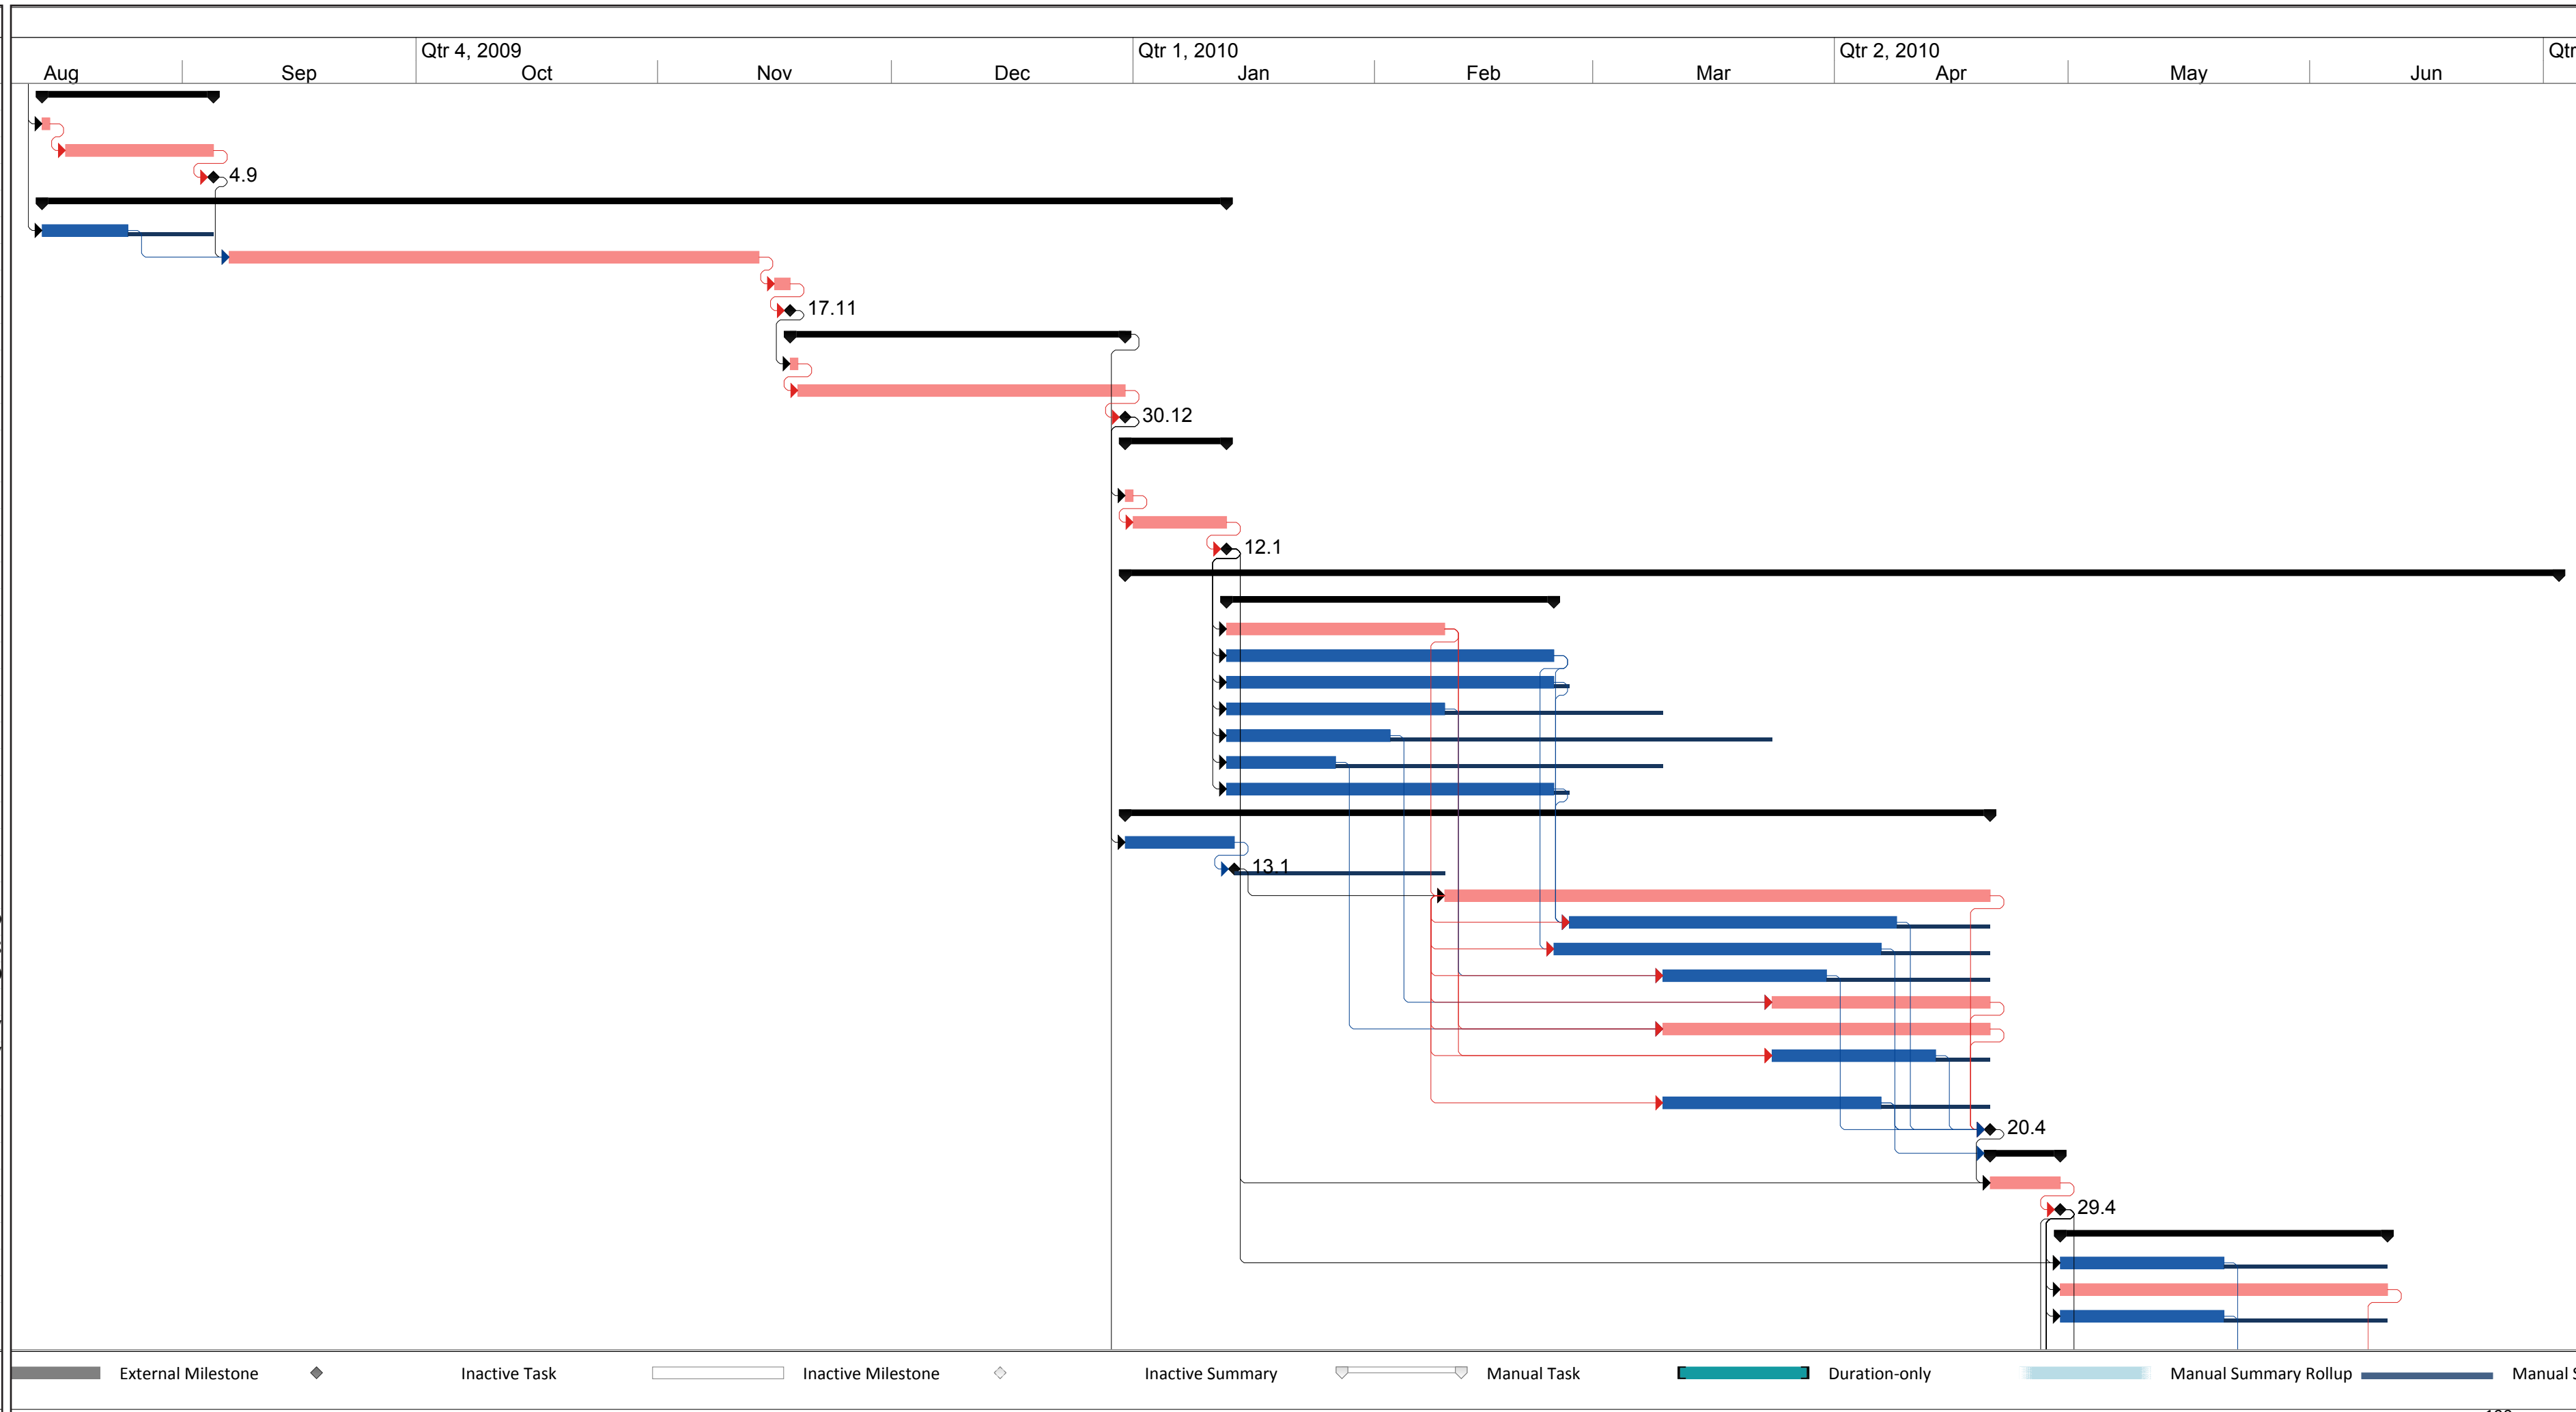 Qtr 4, 2009 Qtr 1, 2010 Qtr 2, 2010 Qtr
Aug Sep Oct Nov Dec Jan Feb Mar Apr May Jun
4.9
17.11
30.12
12.1
13.1
20.4
29.4
External Milestone Inactive Task Inactive Milestone Inactive Summary Manual Task Duration-only Manual Summary Rollup Manual